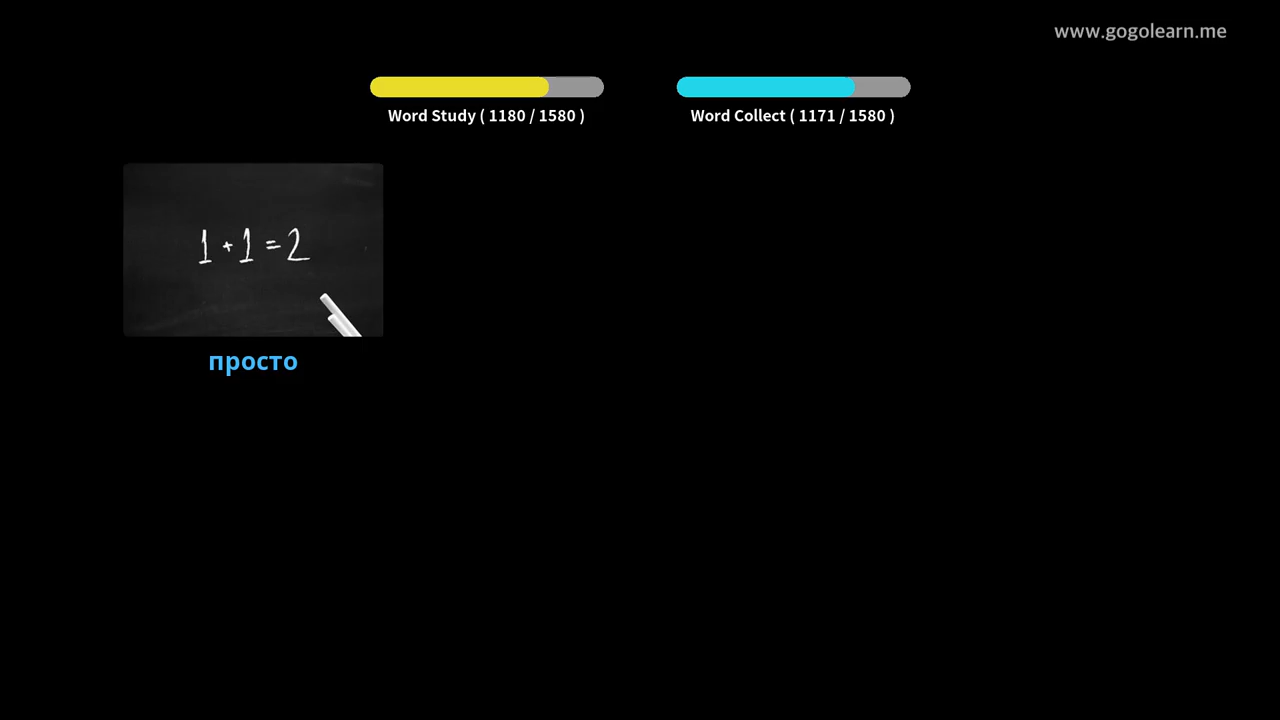 www.gogolearn.me
Word Study ( 1180 / 1580 )
Word Collect ( 1171 / 1580 )
1 + 1 = 2
просто